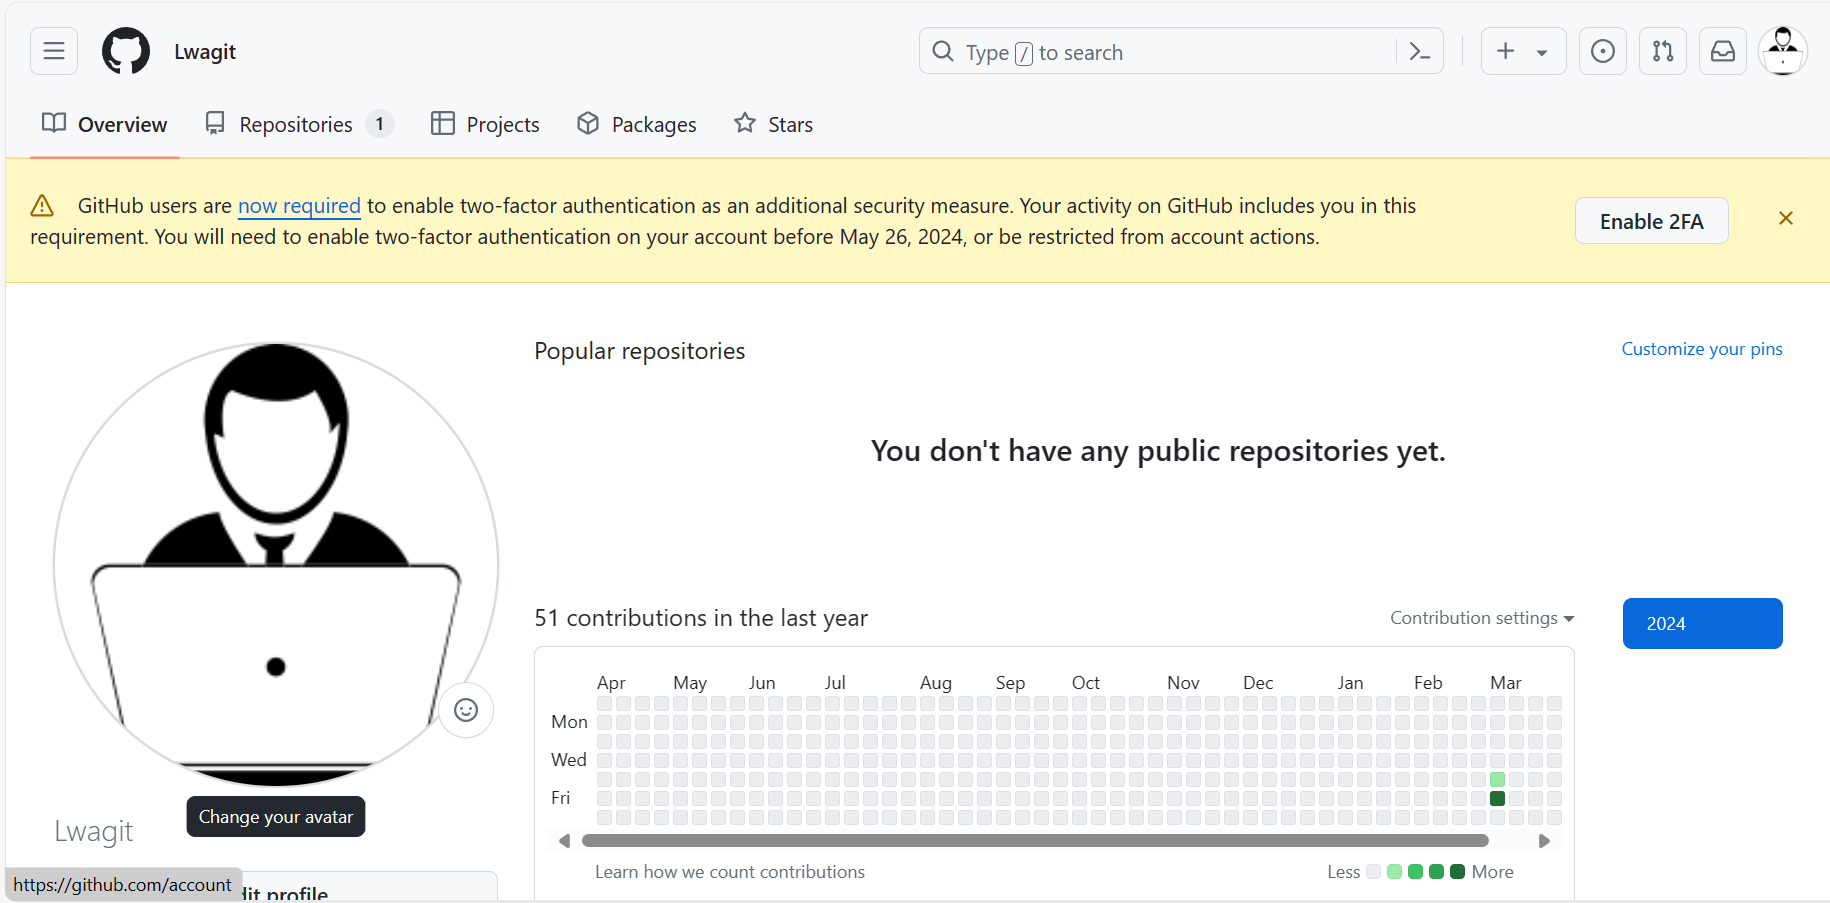 Lwagit
Type / to search
Overview
Repositories 1
Projects
Packages
Stars
GitHub users are now required to enable two-factor authentication as an additional security measure. Your activity on GitHub includes you in this
requirement. You will need to enable two-factor authentication on your account before May 26, 2024, or be restricted from account actions.
Enable 2FA
Popular repositories
Customize your pins
You don't have any public repositories yet.
51 contributions in the last year
Contribution settings
2024
Apr May Jun Jul Aug Sep Oct Nov Dec Jan Feb Mar
Mon
Wed
Fri
Learn how we count contributions
Less More
Change your avatar
Lwagit
https://github.com/account
dit profile